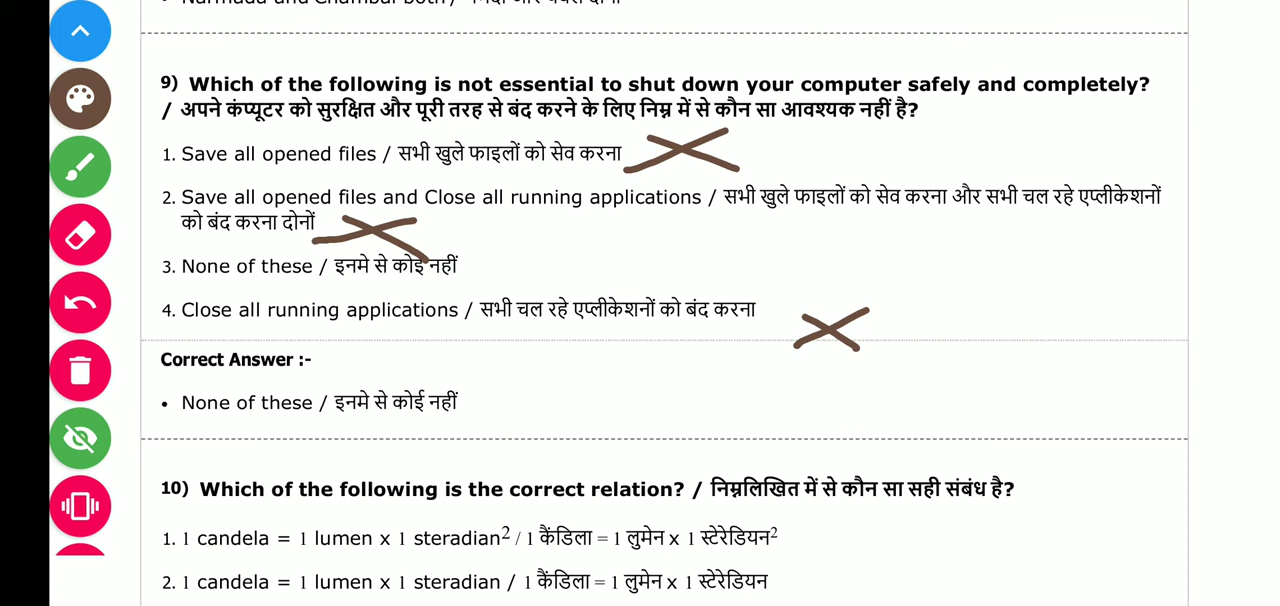 9) Which of the following is not essential to shut down your computer safely and completely?
/ अपने कंप्यूटर को सुरक्षित और पूरी तरह से बंद करने के लिए निम्न में से कौन सा आवश्यक नहीं है?
1. Save all opened files / सभी खुले फाइलों को सेव करना
2. Save all opened files and Close all running applications / सभी खुले फाइलों को सेव करना और सभी चल रहे एप्लीकेशनों
को बंद करना दोनों
3. None of these / इनमे से कोई नहीं
4. Close all running applications / सभी चल रहे एप्लीकेशनों को बंद करना
Correct Answer :-
• None of these / इनमे से कोई नहीं
10) Which of the following is the correct relation? / निम्नलिखित में से कौन सा सही संबंध है?
1. 1 candela = 1 lumen x 1 steradian² / 1 कैंडिला = 1 लुमेन x 1 स्टेरेडियन²
2. 1 candela = 1 lumen x 1 steradian / 1 कैंडिला = 1 लुमेन x 1 स्टेरेडियन